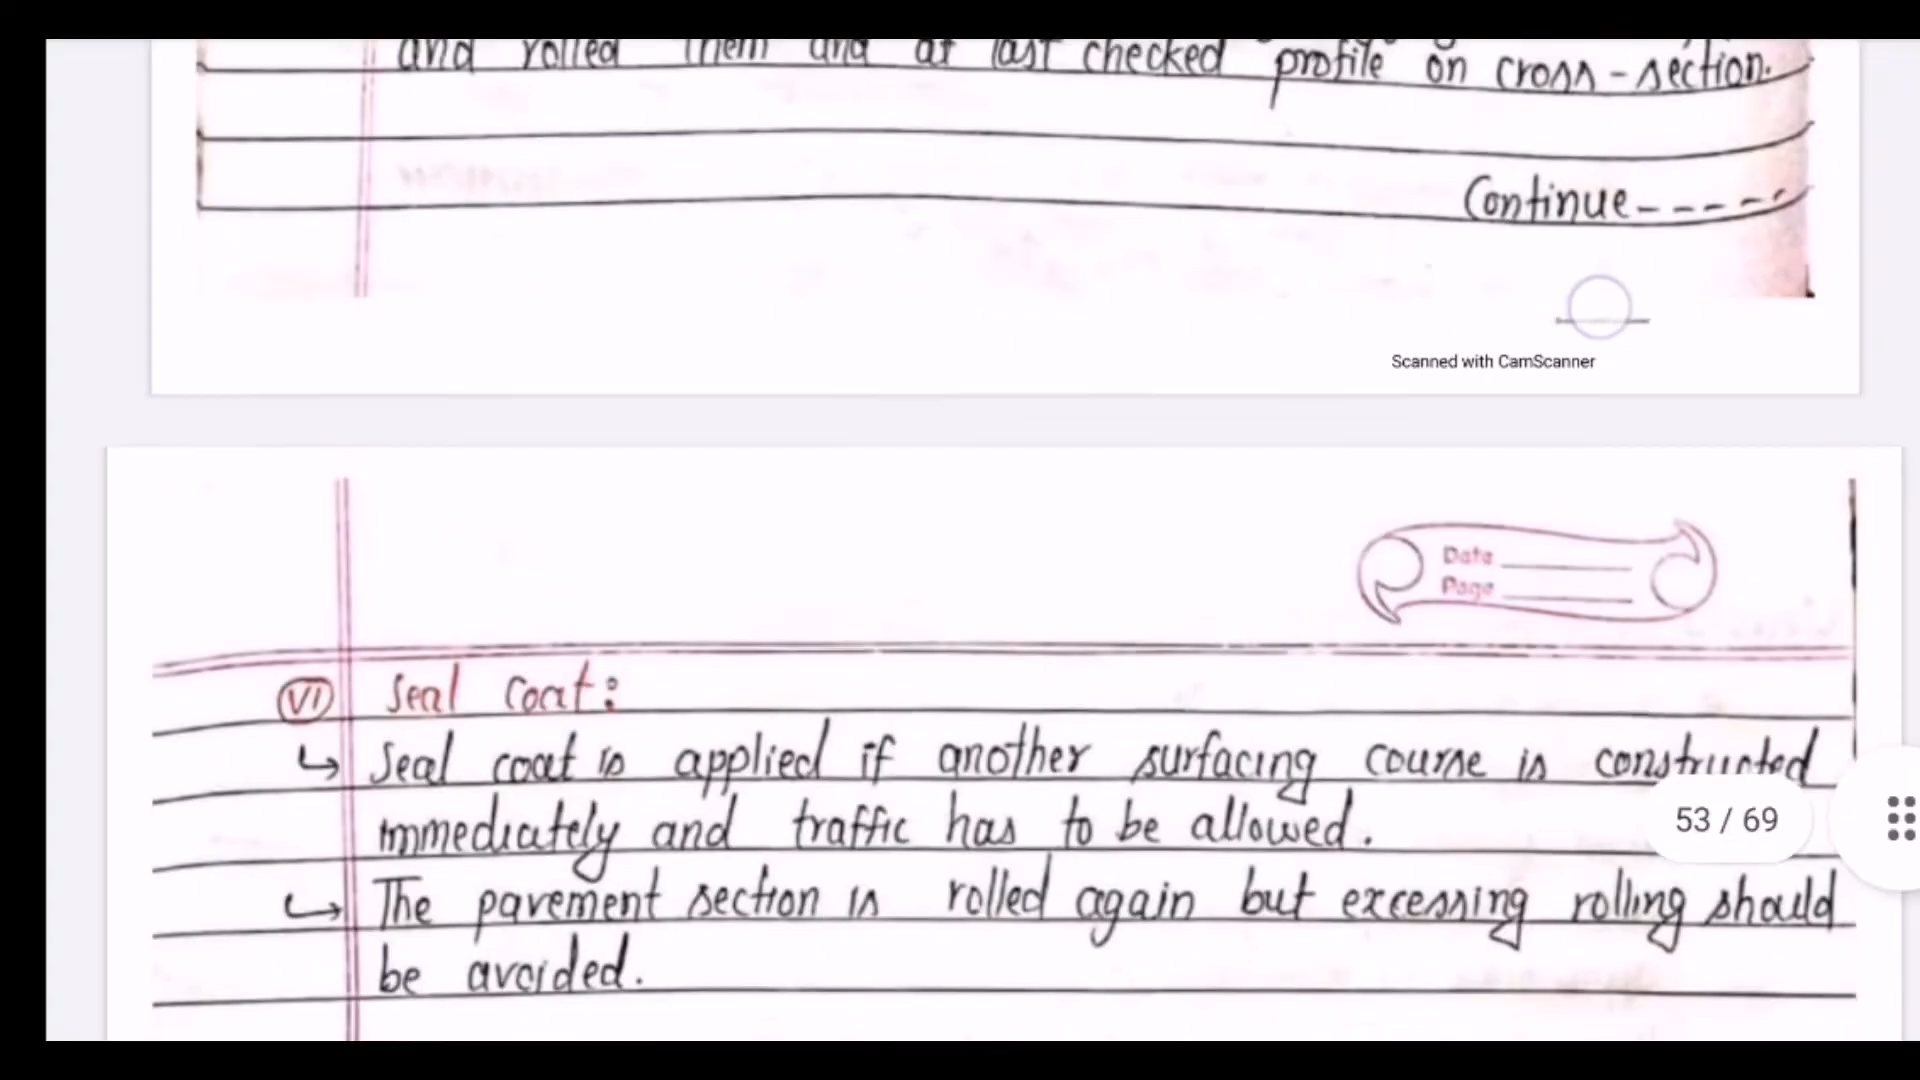 and rolled them and at last checked profile on cross-section.
Continue-----
Scanned with CamScanner
Date
Page
VI Seal coat:
↳ Seal coat is applied if another surfacing course is constructed
immediately and traffic has to be allowed.
53 / 69
↳ The pavement section is rolled again but excessing rolling should
be avoided.